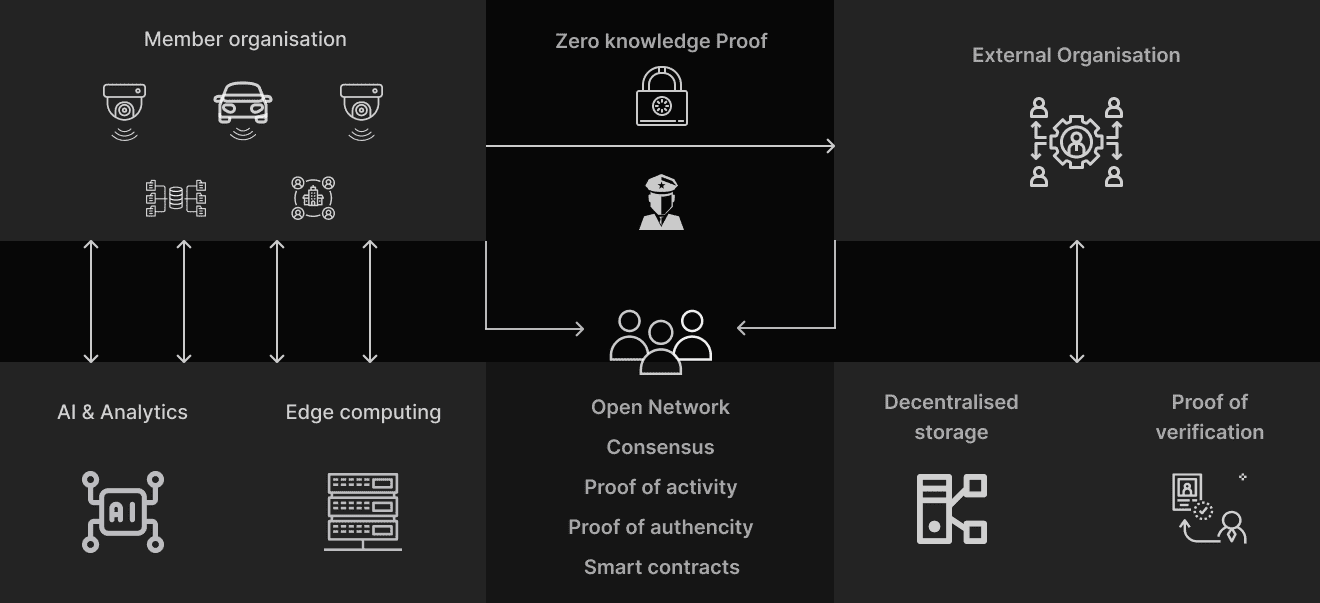 Member organisation
Zero knowledge Proof
External Organisation
AI & Analytics
Edge computing
Open Network
Consensus
Proof of activity
Proof of authencity
Smart contracts
Decentralised
storage
Proof of
verification
AI